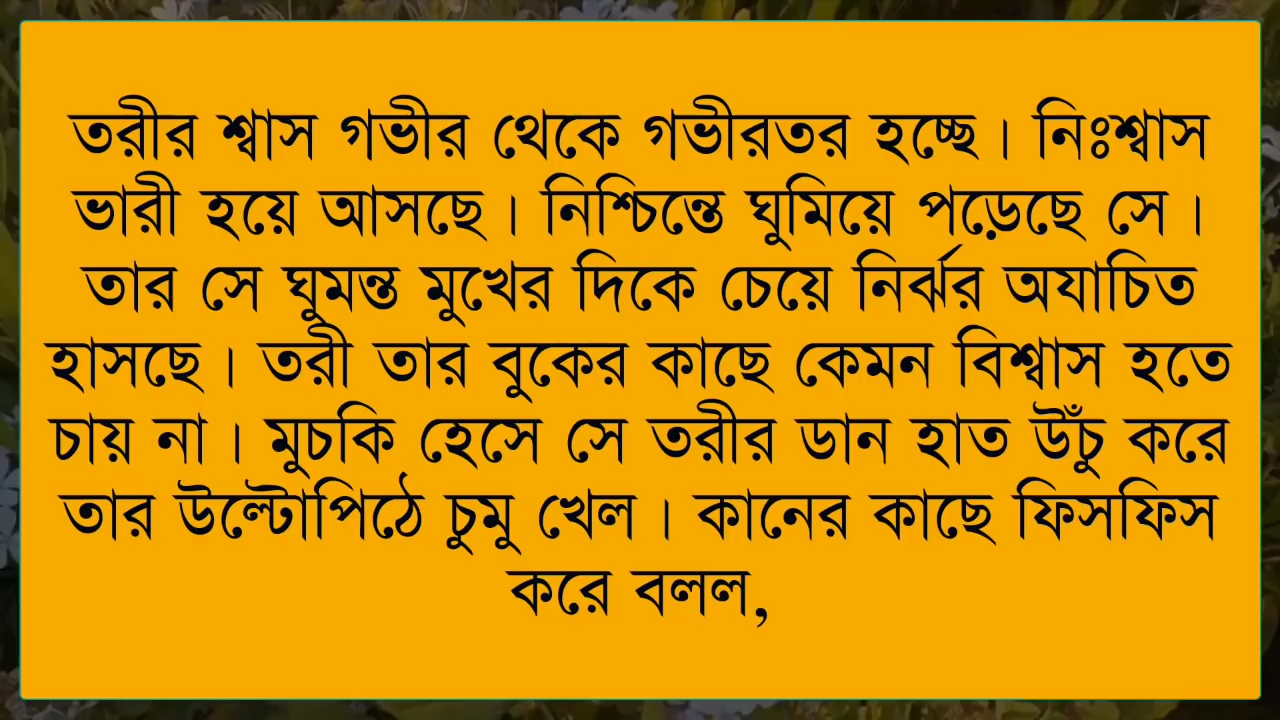 তরীর শ্বাস গভীর থেকে গভীরতর হচ্ছে। নিঃশ্বাস
ভারী হয়ে আসছে। নিশ্চিন্তে ঘুমিয়ে পড়েছে সে।
তার সে ঘুমন্ত মুখের দিকে চেয়ে নির্ঝর অযাচিত
হাসছে। তরী তার বুকের কাছে কেমন বিশ্বাস হতে
চায় না। মুচকি হেসে সে তরীর ডান হাত উঁচু করে
তার উল্টোপিঠে চুমু খেল। কানের কাছে ফিসফিস
করে বলল,